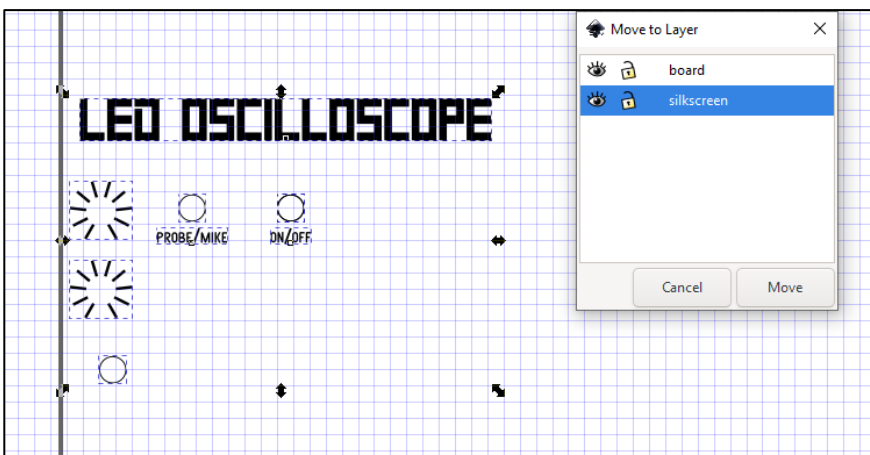 Move to Layer
board
silkscreen
LED OSCILLOSCOPE
PROBE/MIKE ON/OFF
Cancel Move